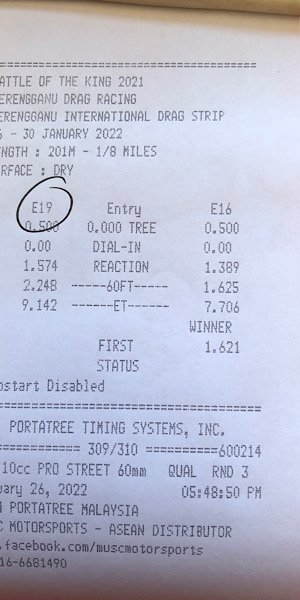 ATTLE OF THE KING 2021
ERENGGANU DRAG RACING
ERENGGANU INTERNATIONAL DRAG STRIP
- 30 JANUARY 2022
NGTH : 201M - 1/8 MILES
RFACE : DRY
E19 Entry E16
0.500 0.000 TREE 0.500
0.00 DIAL-IN 0.00
1.574 REACTION 1.389
2.248 ------60FT----- 1.625
9.142 ------ET------ 7.706
WINNER
FIRST 1.621
STATUS
ostart Disabled
PORTATREE TIMING SYSTEMS, INC.
============ 309/310 ===========600214
10cc PRO STREET 60mm QUAL RND 3
uary 26, 2022 05:48:50 PM
PORTATREE MALAYSIA
C MOTORSPORTS - ASEAN DISTRIBUTOR
.facebook.com/muscmotorsports
16-6681490